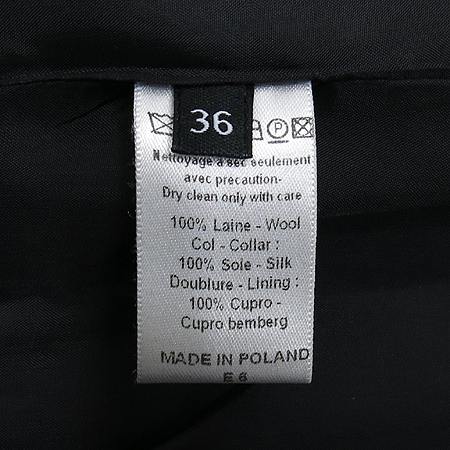 36
P
Nettoyage a sec seulement
avec precaution-
Dry clean only with care
100% Laine - Wool
Col - Collar :
100% Soie - Silk
Doublure - Lining :
100% Cupro -
Cupro bemberg
MADE IN POLAND
E 6